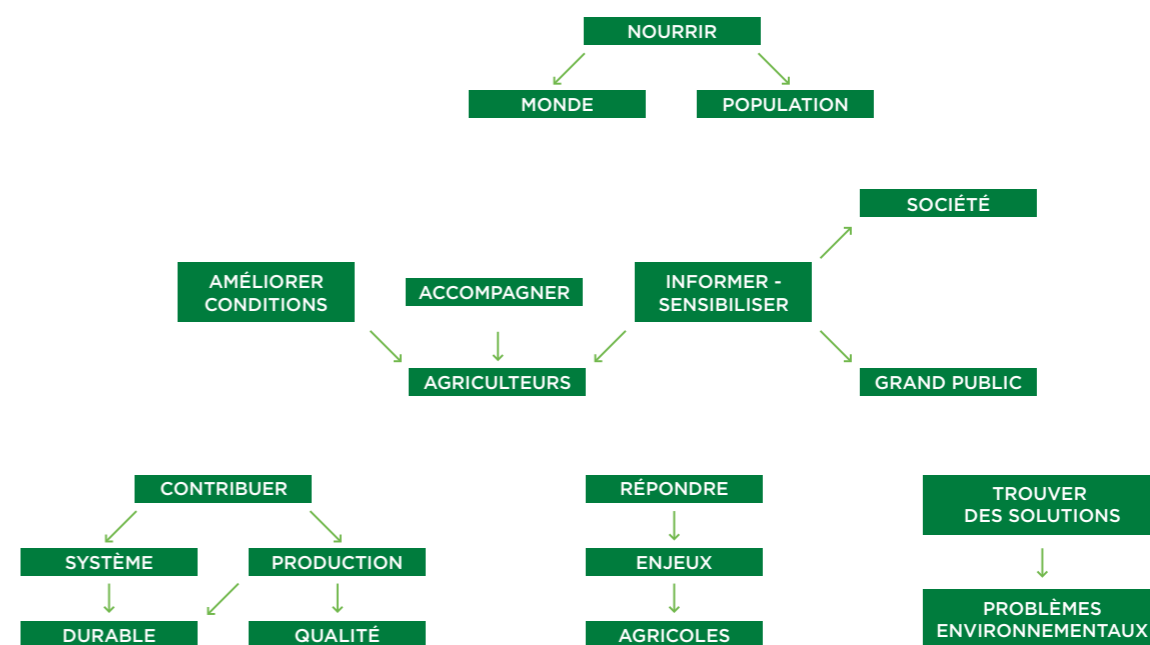 NOURRIR
MONDE
POPULATION
SOCIÉTÉ
AMÉLIORER
CONDITIONS
ACCOMPAGNER
INFORMER -
SENSIBILISER
AGRICULTEURS
GRAND PUBLIC
CONTRIBUER
SYSTÈME
PRODUCTION
DURABLE
QUALITÉ
RÉPONDRE
ENJEUX
AGRICOLES
TROUVER
DES SOLUTIONS
PROBLÈMES
ENVIRONNEMENTAUX